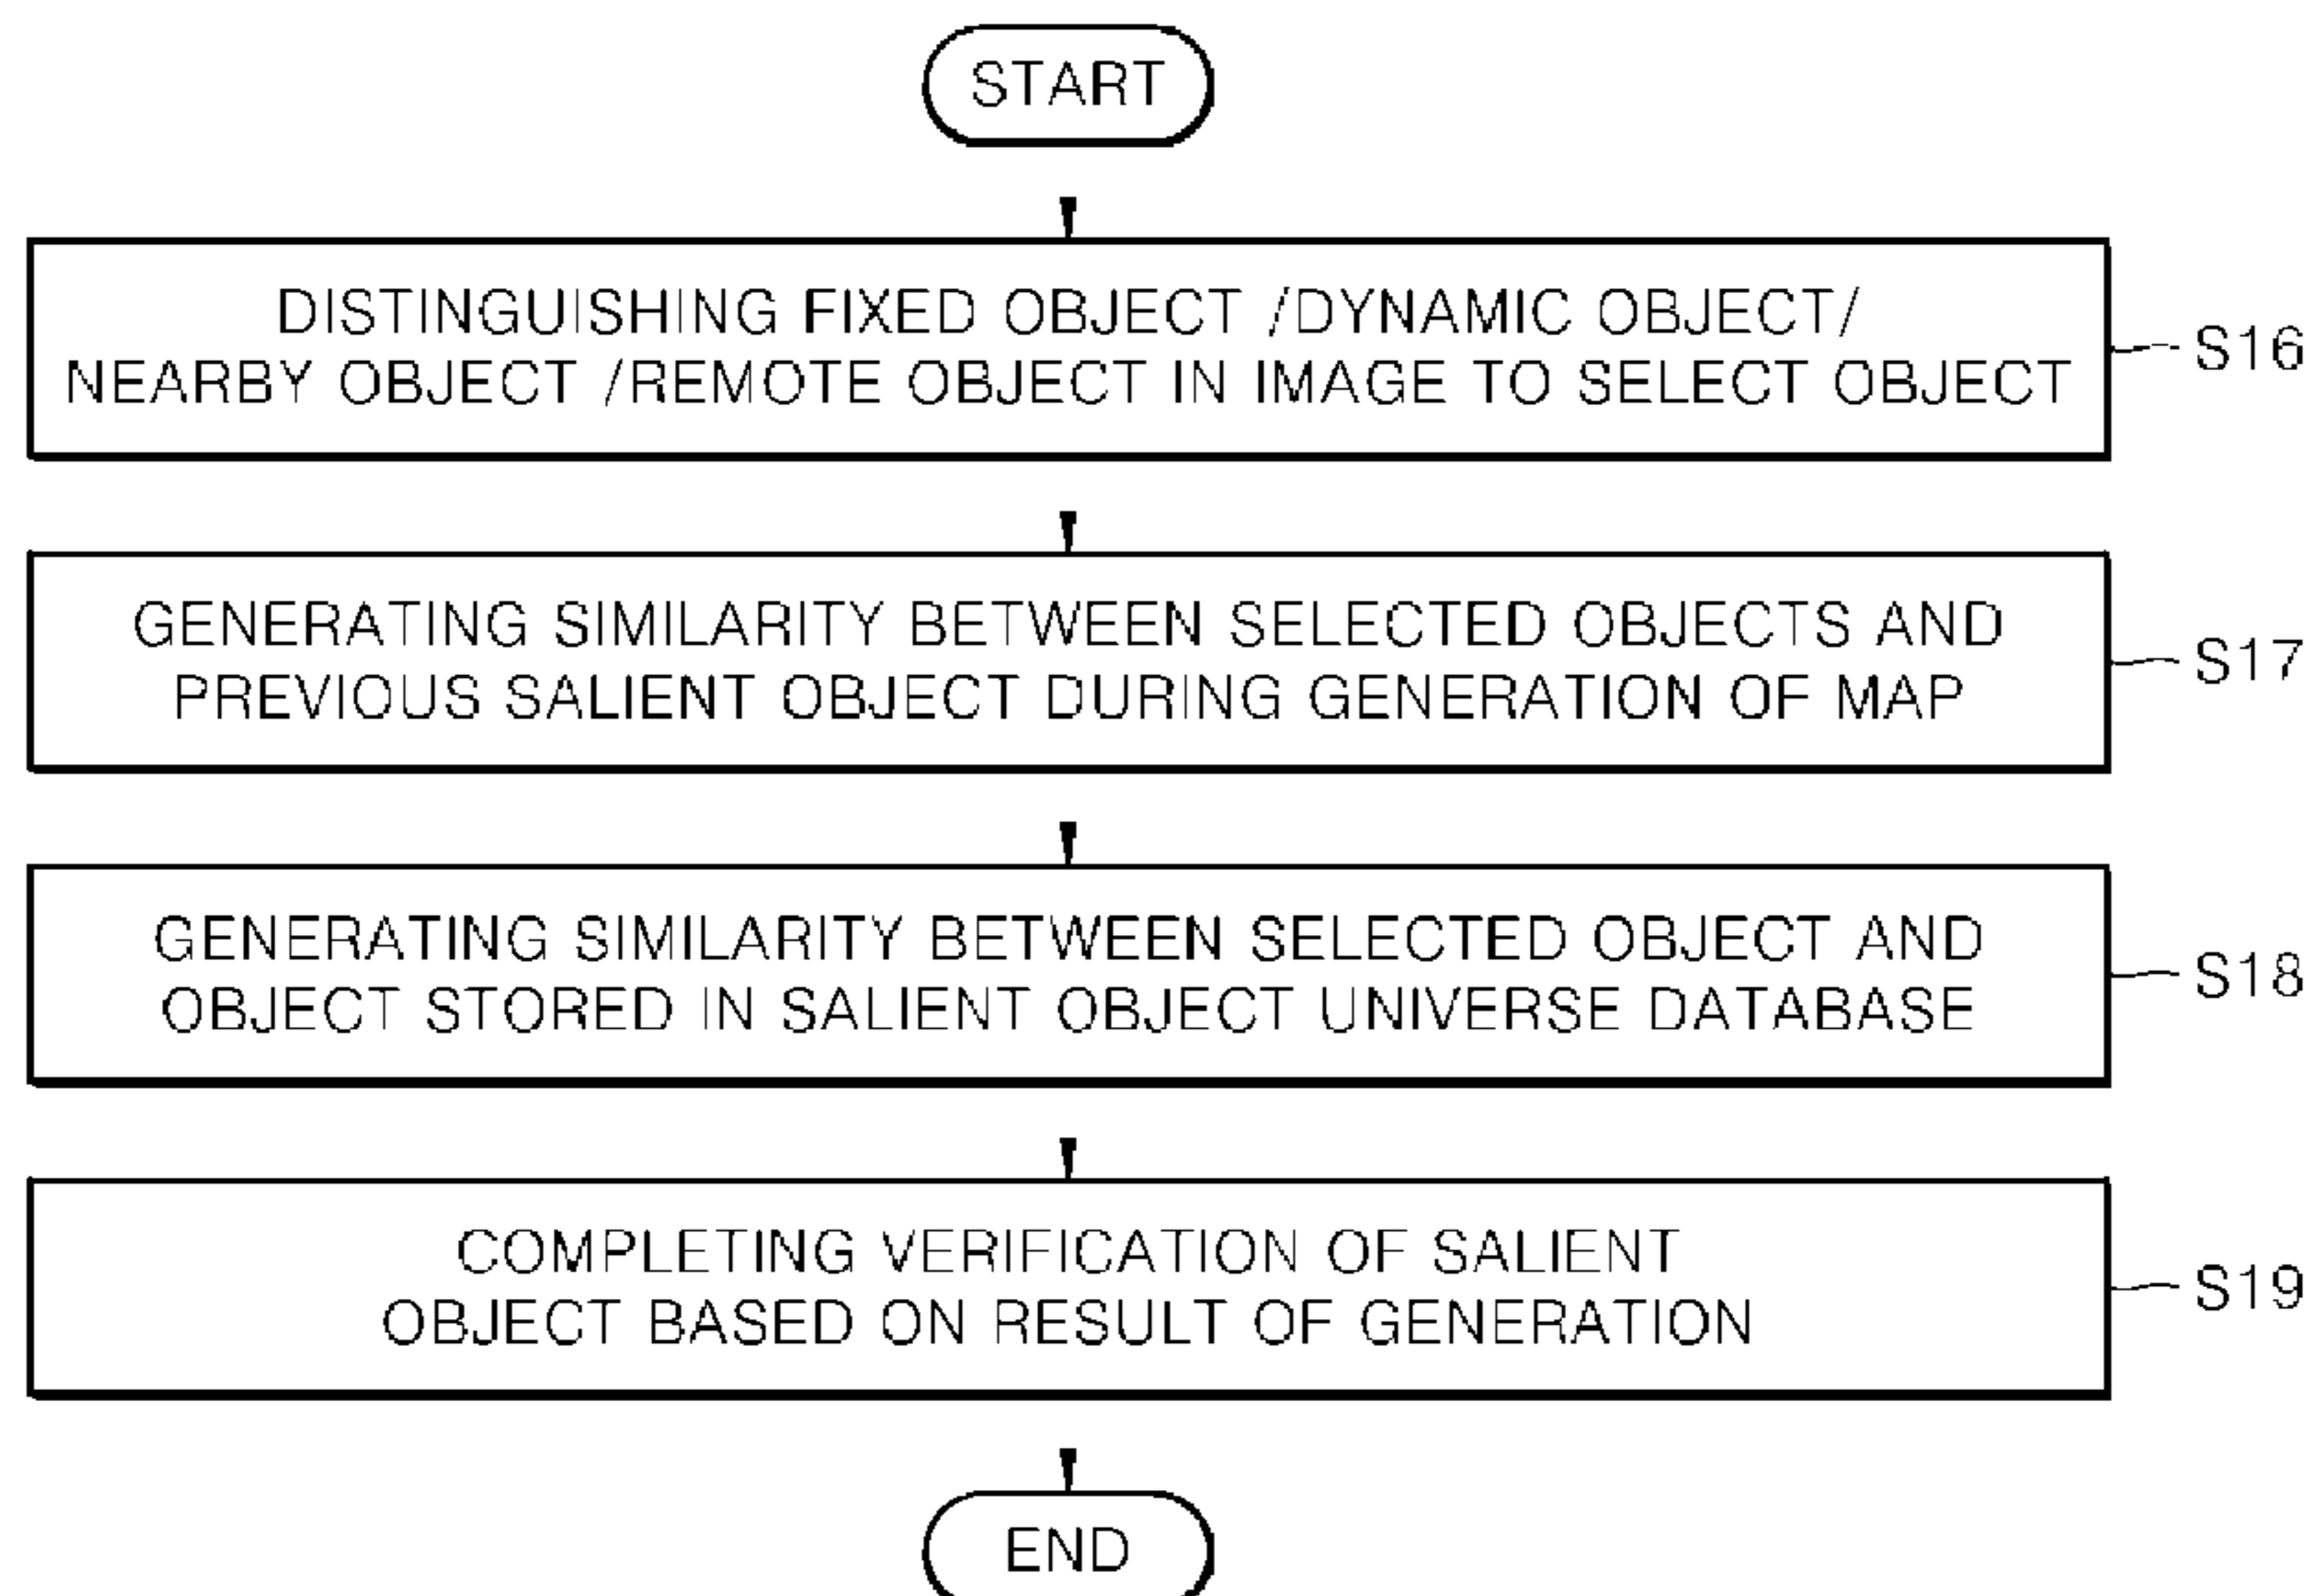 START
DISTINGUISHING FIXED OBJECT /DYNAMIC OBJECT/
NEARBY OBJECT /REMOTE OBJECT IN IMAGE TO SELECT OBJECT
S16
GENERATING SIMILARITY BETWEEN SELECTED OBJECTS AND
PREVIOUS SALIENT OBJECT DURING GENERATION OF MAP
S17
GENERATING SIMILARITY BETWEEN SELECTED OBJECT AND
OBJECT STORED IN SALIENT OBJECT UNIVERSE DATABASE
S18
COMPLETING VERIFICATION OF SALIENT
OBJECT BASED ON RESULT OF GENERATION
S19
END